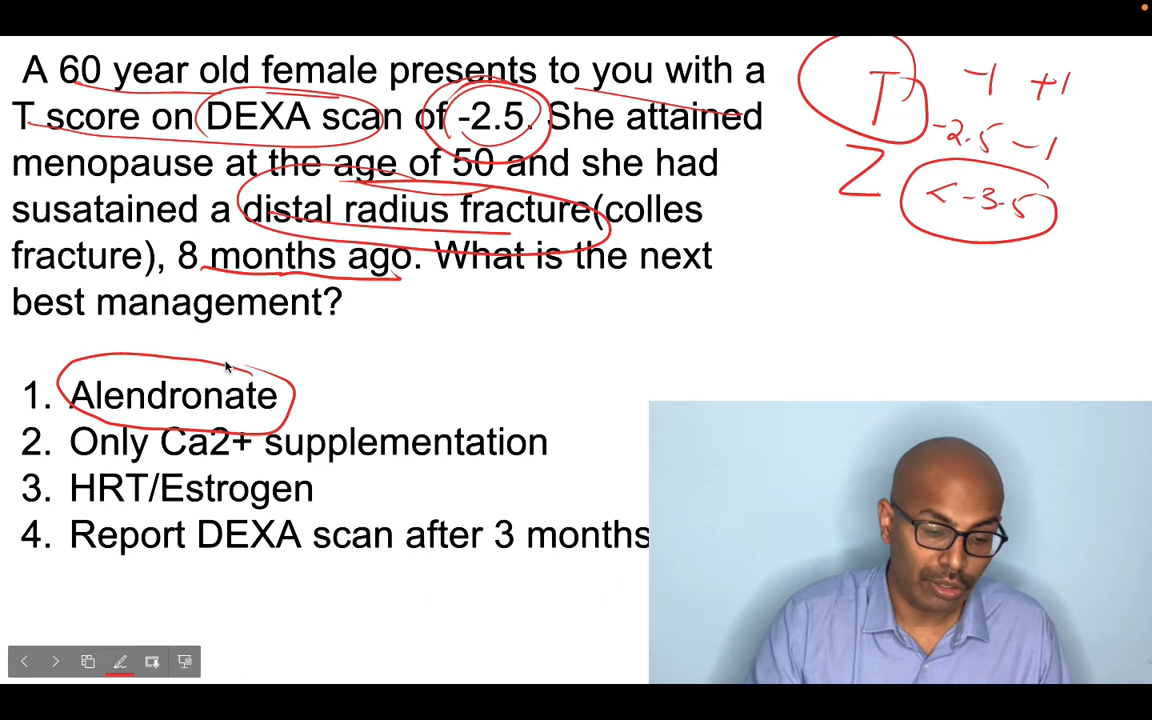 A 60 year old female presents to you with a
T score on DEXA scan of -2.5. She attained
menopause at the age of 50 and she had
susatained a distal radius fracture(colles
fracture), 8 months ago. What is the next
best management?
1. Alendronate
2. Only Ca2+ supplementation
3. HRT/Estrogen
4. Report DEXA scan after 3 months
T -1 +1
-2.5 -1
Z < -3.5